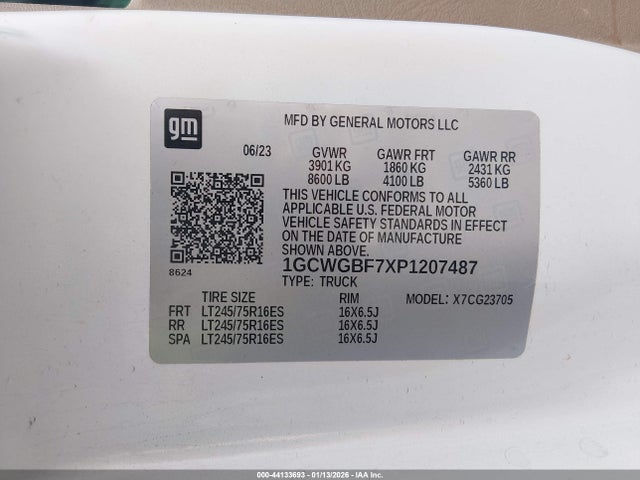 gm
MFD BY GENERAL MOTORS LLC
06/23 GVWR GAWR FRT GAWR RR
3901 KG 1860 KG 2431 KG
8600 LB 4100 LB 5360 LB
THIS VEHICLE CONFORMS TO ALL
APPLICABLE U.S. FEDERAL MOTOR
VEHICLE SAFETY STANDARDS IN
EFFECT ON THE DATE OF MANUFACTURE
SHOWN ABOVE.
8624
1GCWGBF7XP1207487
TYPE: TRUCK
TIRE SIZE RIM MODEL: X7CG23705
FRT LT245/75R16ES 16X6.5J
RR LT245/75R16ES 16X6.5J
SPA LT245/75R16ES 16X6.5J
000-44133693 - 01/13/2026 - IAA Inc.